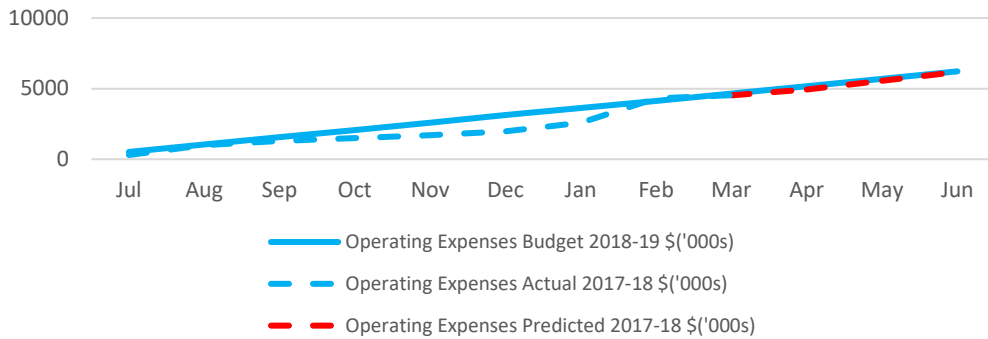 10000
5000
0
Jul Aug Sep Oct Nov Dec Jan Feb Mar Apr May Jun
Operating Expenses Budget 2018-19 $('000s)
Operating Expenses Actual 2017-18 $('000s)
Operating Expenses Predicted 2017-18 $('000s)